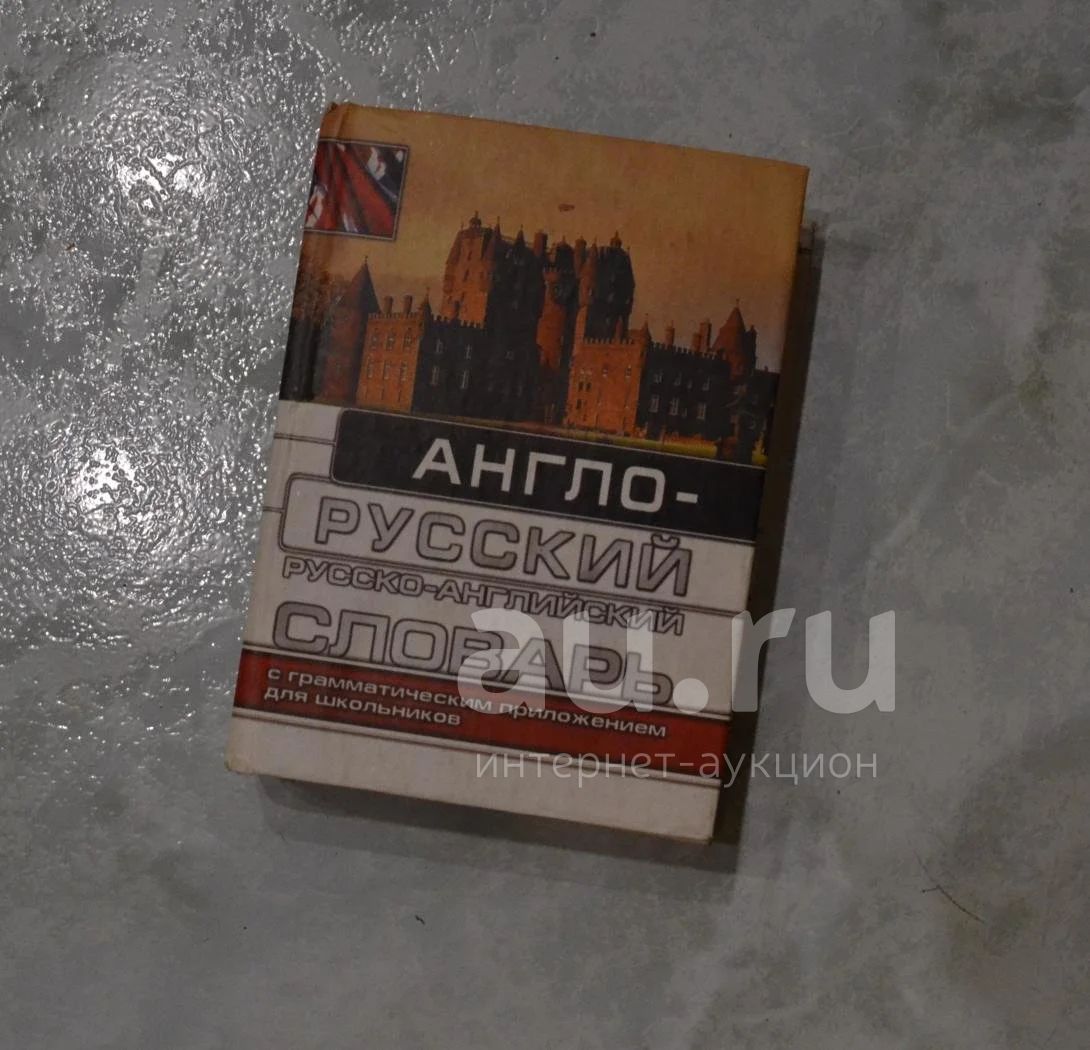 АНГЛО-
РУССКИЙ
РУССКО-АНГЛИЙСКИЙ
СЛОВАРЬ
с грамматическим приложением
для школьников
au.ru
интернет-аукцион